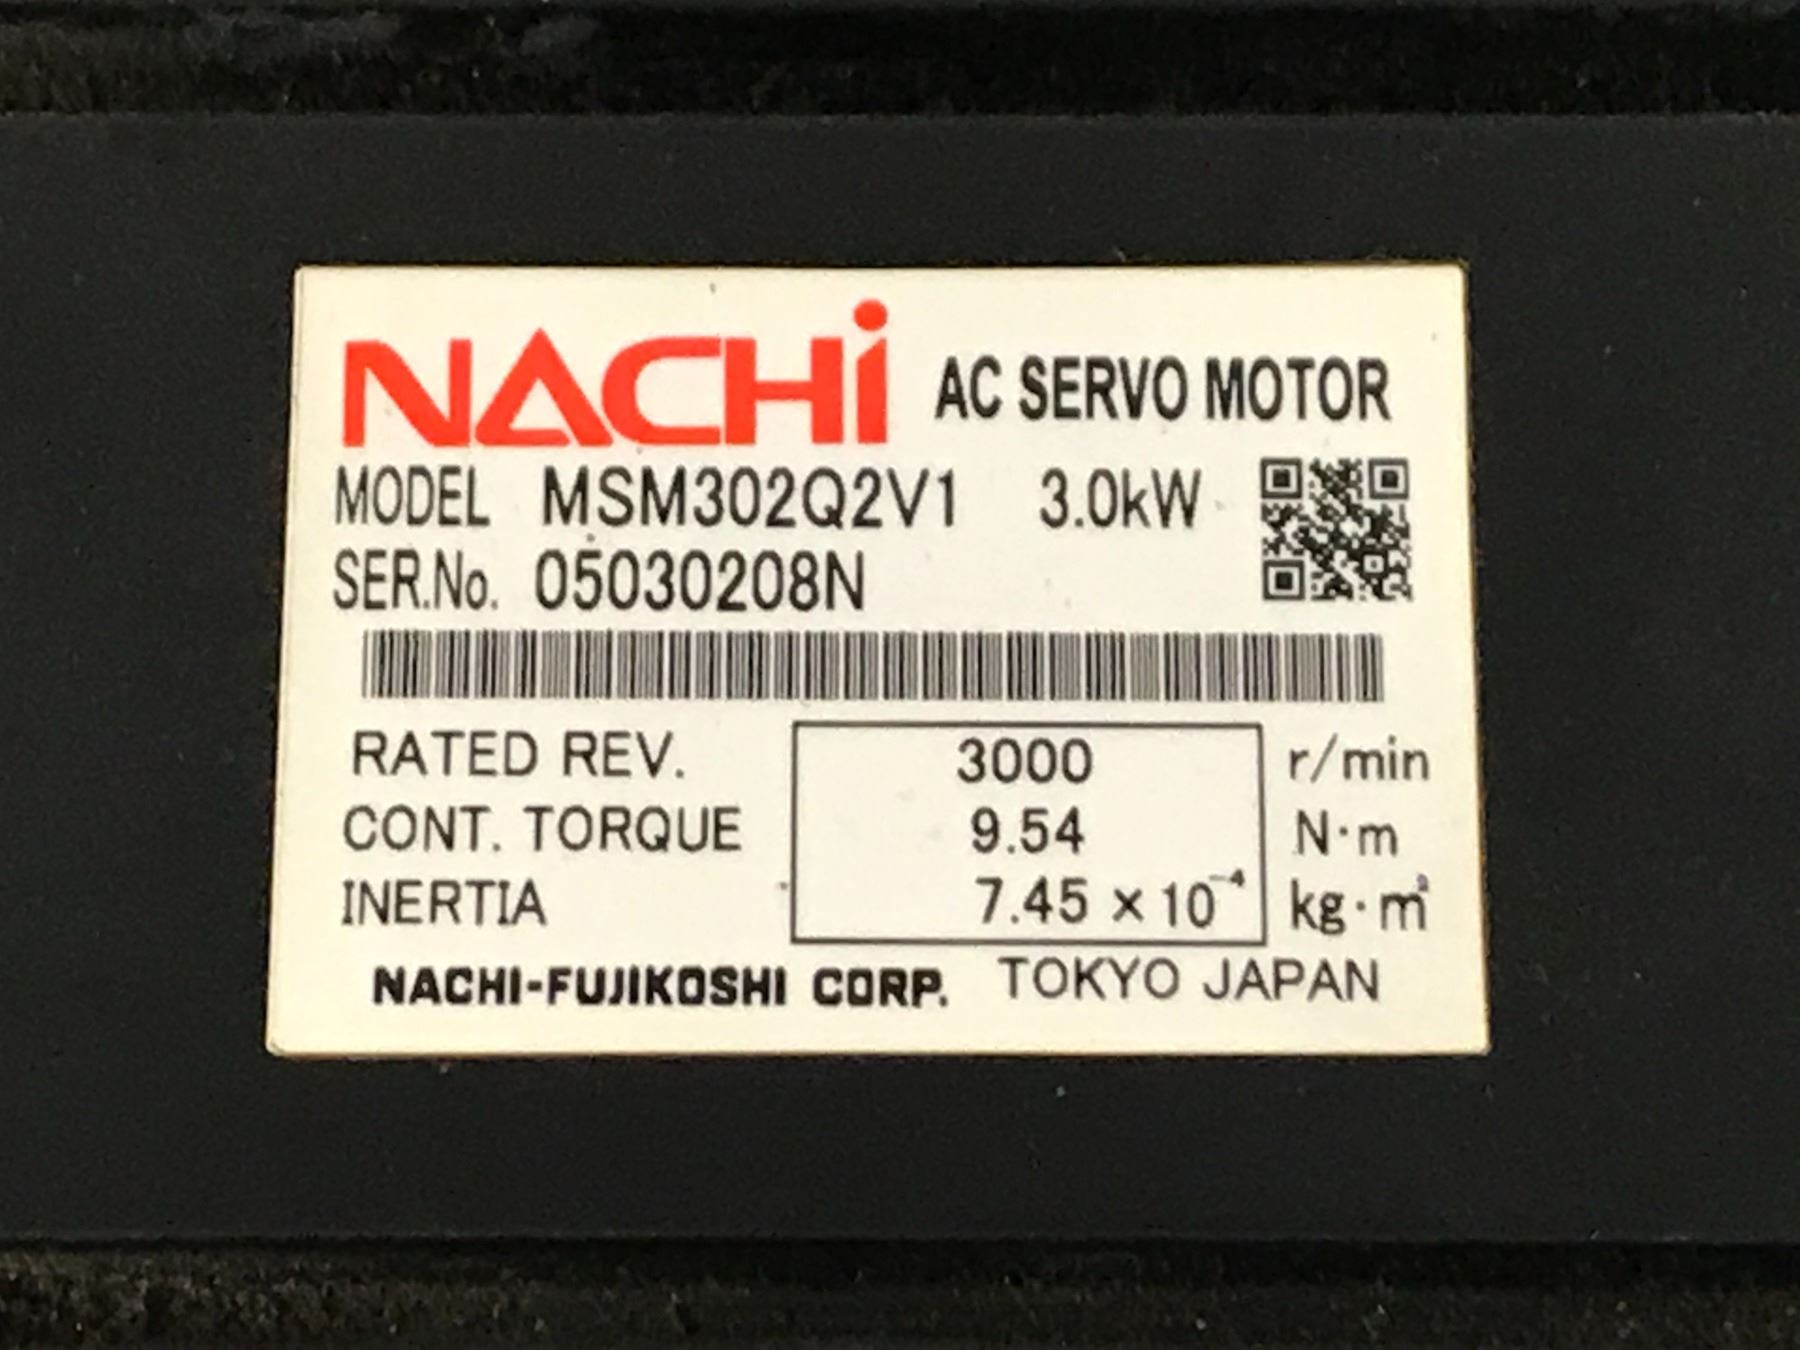 NACHi AC SERVO MOTOR
MODEL MSM302Q2V1 3.0kW
SER.No. 05030208N
RATED REV. 3000 r/min
CONT. TORQUE 9.54 N·m
INERTIA 7.45 × 10⁻⁴ kg·m²
NACHI-FUJIKOSHI CORP. TOKYO JAPAN